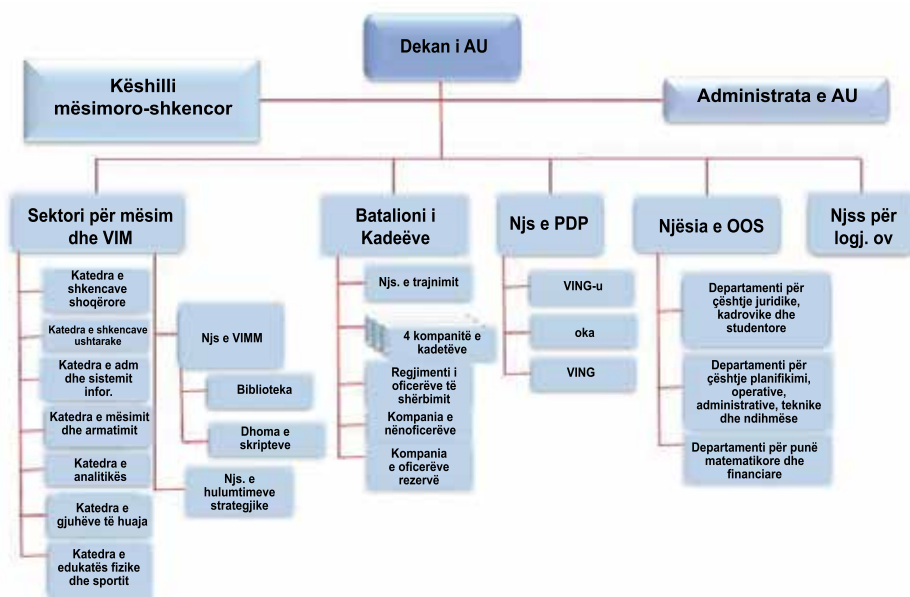 Dekan i AU
Këshilli
mësimoro-shkencor
Administrata e AU
Sektori për mësim
dhe VIM
Batalioni i
Kadeëve
Njs e PDP
Njësia e OOS
Njss për
logj. ov
Katedra e
shkencave
shoqërore
Katedra e shkencave
ushtarake
Katedra e adm
dhe sistemit
infor.
Katedra e mësimit
dhe armatimit
Katedra e
analitikës
Katedra e
gjuhëve të huaja
Katedra e
edukatës fizike
dhe sportit
Njs e VIMM
Biblioteka
Dhoma e
skripteve
Njs. e
hulumtimeve
strategjike
Njs. e trajnimit
4 kompanitë e
kadetëve
Regjimenti i
oficerëve të
shërbimit
Kompania e
nënoficerëve
Kompania
e oficerëve
rezervë
VING-u
oka
VING
Departamenti për
çështje juridike,
kadrovike dhe
studentore
Departamenti për
çështje planifikimi,
operative,
administrative, teknike
dhe ndihmëse
Departamenti për punë
matematikore dhe
financiare